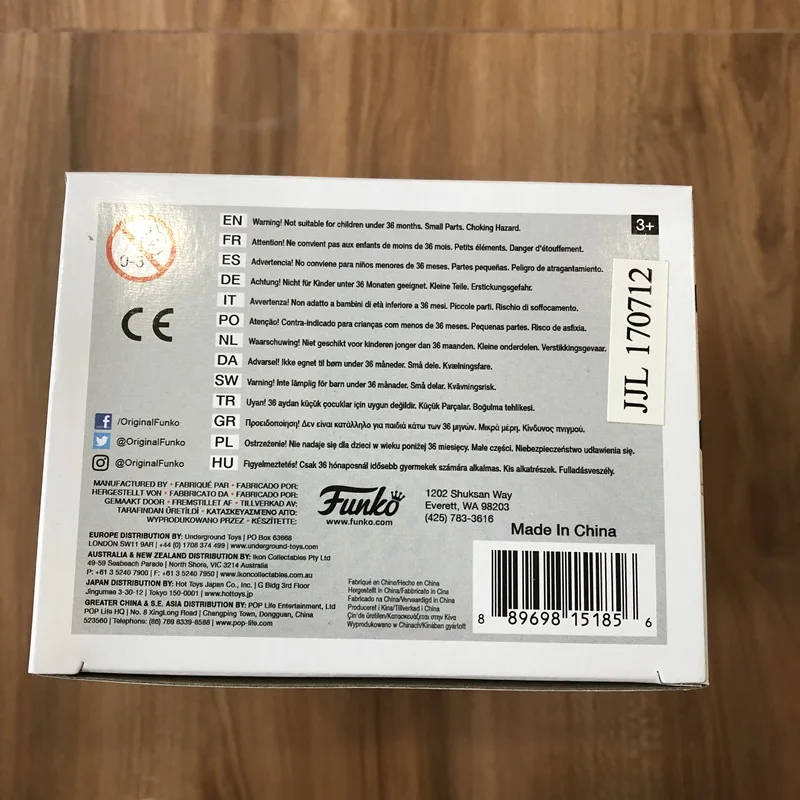 0-3
CE
EN Warning! Not suitable for children under 36 months. Small Parts. Choking Hazard.
FR Attention! Ne convient pas aux enfants de moins de 36 mois. Petits éléments. Danger d'étouffement.
ES Advertencia! No conviene para niños menores de 36 meses. Partes pequeñas. Peligro de atragantamiento.
DE Achtung! Nicht für Kinder unter 36 Monaten geeignet. Kleine Teile. Erstickungsgefahr.
IT Avvertenza! Non adatto a bambini di età inferiore a 36 mesi. Piccole parti. Rischio di soffocamento.
PO Atenção! Contra-indicado para crianças com menos de 36 meses. Pequenas partes. Risco de asfixia.
NL Waarschuwing! Niet geschikt voor kinderen jonger dan 36 maanden. Kleine onderdelen. Verstikkingsgevaar.
DA Advarsel! Ikke egnet til børn under 36 måneder. Små dele. Kvælningsfare.
SW Varning! Inte lämplig för barn under 36 månader. Små delar. Kvävningsrisk.
TR Uyarı! 36 aydan küçük çocuklar için uygun değildir. Küçük Parçalar. Boğulma tehlikesi.
GR Προειδοποίηση! Δεν είναι κατάλληλο για παιδιά κάτω των 36 μηνών. Μικρά μέρη. Κίνδυνος πνιγμού.
PL Ostrzeżenie! Nie nadaje się dla dzieci w wieku poniżej 36 miesięcy. Małe części. Niebezpieczeństwo udławienia się.
HU Figyelmeztetés! Csak 36 hónaposnál idősebb gyermekek számára alkalmas. Kis alkatrészek. Fulladásveszély.
3+
JJL 170712
/OriginalFunko
@OriginalFunko
@OriginalFunko
MANUFACTURED BY • FABRIQUÉ PAR • FABRICADO POR:
HERGESTELLT VON • FABBRICATO DA • FABRICADO POR:
GEMAAKT DOOR • FREMSTILLET AF • TILLVERKAD AV:
TARAFINDAN ÜRETİLDİ • ΚΑΤΑΣΚΕΥΑΣΜΕΝΟ ΑΠΟ:
WYPRODUKOWANO PRZEZ • KÉSZÍTETTE:
Funko
www.funko.com
1202 Shuksan Way
Everett, WA 98203
(425) 783-3616
EUROPE DISTRIBUTION BY: Underground Toys | PO Box 63668
LONDON SW11 9AR | +44 (0) 1708 374 499 | www.underground-toys.com
AUSTRALIA & NEW ZEALAND DISTRIBUTION BY: Ikon Collectables Pty Ltd
49-59 Seabeach Parade | North Shore, VIC 3214 Australia
P: +61 3 5240 7900 | F: +61 3 5240 7950 | www.ikoncollectables.com.au
JAPAN DISTRIBUTION BY: Hot Toys Japan Co., Inc. | G Bldg 3rd Floor
Jingumae 3-30-12 | Tokyo 150-0001 | www.hottoys.jp
GREATER CHINA & S.E. ASIA DISTRIBUTION BY: POP Life Entertainment, Ltd
POP Life HQ | No. 8 XingLong Road | Changping Town, Dongguan, China
523560 | Telephone: (86) 769 8339-8588 | www.pop-life.com
Made In China
Fabriqué en China/Hecho en China
Hergestellt in China/Fabbricato in Cina
Fabricado na China/Vervaardigd in China
Produceret i Kina/Tillverkad i China
Çin'de üretilen/Κατασκευάζεται
Wyprodukowano w Chinach/Kínában gyártott
8 89698 15185 6